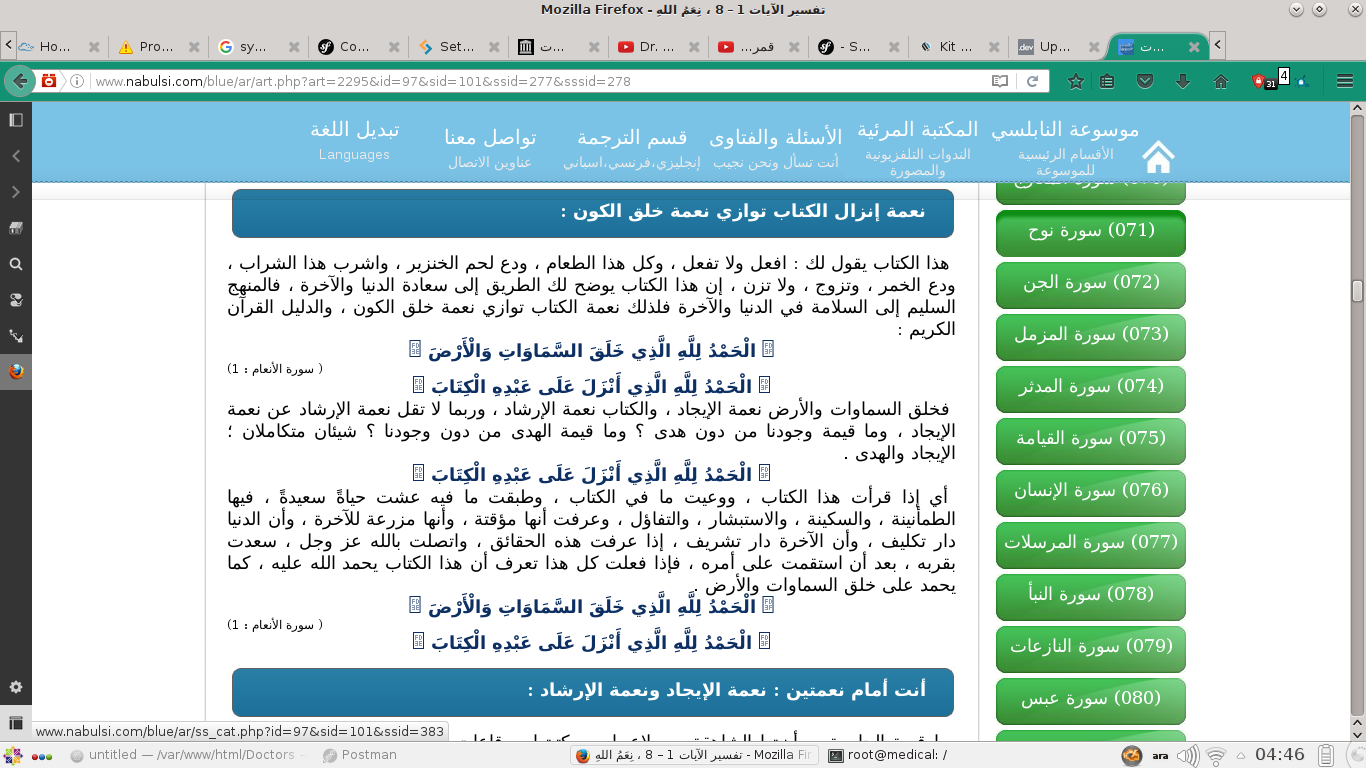 تفسير الآيات 1 – 8 ، نِعَمُ اللهِ - Mozilla Firefox
Ho...
Pro...
sy...
Co...
Set...
ت...
Dr. ...
قمر...
- S...
Kit ...
Up...
ت...
www.nabulsi.com/blue/ar/art.php?art=2295&id=97&sid=101&ssid=277&sssid=278
31
4
موسوعة النابلسي
الأقسام الرئيسية
للموسوعة
المكتبة المرئية
الندوات التلفزيونية
والمصورة
الأسئلة والفتاوى
أنت تسأل ونحن نجيب
قسم الترجمة
إنجليزي،فرنسي،اسباني
تواصل معنا
عناوين الاتصال
تبديل اللغة
Languages
(071) سورة نوح
(072) سورة الجن
(073) سورة المزمل
(074) سورة المدثر
(075) سورة القيامة
(076) سورة الإنسان
(077) سورة المرسلات
(078) سورة النبأ
(079) سورة النازعات
(080) سورة عبس
نعمة إنزال الكتاب توازي نعمة خلق الكون :
هذا الكتاب يقول لك : افعل ولا تفعل ، وكل هذا الطعام ، ودع لحم الخنزير ، واشرب هذا الشراب ،
ودع الخمر ، وتزوج ، ولا تزن ، إن هذا الكتاب يوضح لك الطريق إلى سعادة الدنيا والآخرة ، فالمنهج
السليم إلى السلامة في الدنيا والآخرة فلذلك نعمة الكتاب توازي نعمة خلق الكون ، والدليل القرآن
الكريم :
الْحَمْدُ لِلَّهِ الَّذِي خَلَقَ السَّمَاوَاتِ وَالْأَرْضَ
( سورة الأنعام : 1)
الْحَمْدُ لِلَّهِ الَّذِي أَنْزَلَ عَلَى عَبْدِهِ الْكِتَابَ
فخلق السماوات والأرض نعمة الإيجاد ، والكتاب نعمة الإرشاد ، وربما لا تقل نعمة الإرشاد عن نعمة
الإيجاد ، وما قيمة وجودنا من دون هدى ؟ وما قيمة الهدى من دون وجودنا ؟ شيئان متكاملان ؛
الإيجاد والهدى .
الْحَمْدُ لِلَّهِ الَّذِي أَنْزَلَ عَلَى عَبْدِهِ الْكِتَابَ
أي إذا قرأت هذا الكتاب ، ووعيت ما في الكتاب ، وطبقت ما فيه عشت حياةً سعيدةً ، فيها
الطمأنينة ، والسكينة ، والاستبشار ، والتفاؤل ، وعرفت أنها مؤقتة ، وأنها مزرعة للآخرة ، وأن الدنيا
دار تكليف ، وأن الآخرة دار تشريف ، إذا عرفت هذه الحقائق ، واتصلت بالله عز وجل ، سعدت
بقربه ، بعد أن استقمت على أمره ، فإذا فعلت كل هذا تعرف أن هذا الكتاب يحمد الله عليه ، كما
يحمد على خلق السماوات والأرض .
الْحَمْدُ لِلَّهِ الَّذِي خَلَقَ السَّمَاوَاتِ وَالْأَرْضَ
( سورة الأنعام : 1)
الْحَمْدُ لِلَّهِ الَّذِي أَنْزَلَ عَلَى عَبْدِهِ الْكِتَابَ
أنت أمام نعمتين : نعمة الإيجاد ونعمة الإرشاد :
www.nabulsi.com/blue/ar/ss_cat.php?id=97&sid=101&ssid=383
untitled — /var/www/html/Doctors
Postman
تفسير الآيات 1 – 8 ، نِعَمُ اللهِ - Mozilla Fir
root@medical: /
ara
04:46